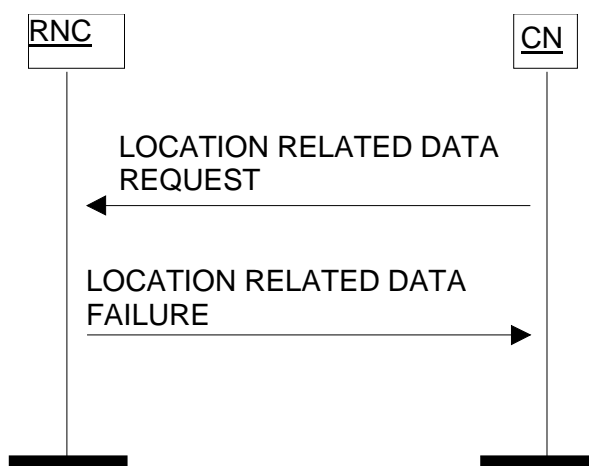 RNC
CN
LOCATION RELATED DATA
REQUEST
LOCATION RELATED DATA
FAILURE